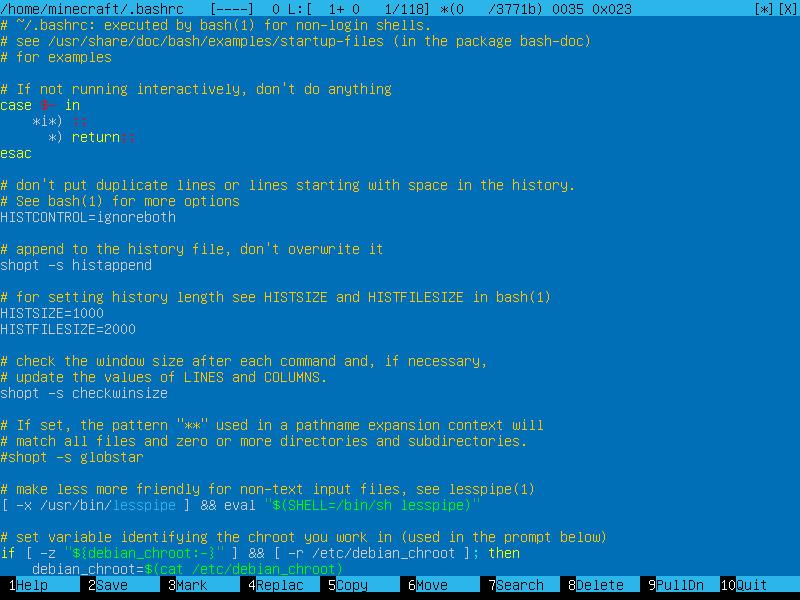 /home/minecraft/.bashrc [----] 0 L:[ 1+ 0 1/118] *(0 /3771b) 0035 0x023 [*][X]
# ~/.bashrc: executed by bash(1) for non-login shells.
# see /usr/share/doc/bash/examples/startup-files (in the package bash-doc)
# for examples
# If not running interactively, don't do anything
case $- in
*i*) ;;
*) return;;
esac
# don't put duplicate lines or lines starting with space in the history.
# See bash(1) for more options
HISTCONTROL=ignoreboth
# append to the history file, don't overwrite it
shopt -s histappend
# for setting history length see HISTSIZE and HISTFILESIZE in bash(1)
HISTSIZE=1000
HISTFILESIZE=2000
# check the window size after each command and, if necessary,
# update the values of LINES and COLUMNS.
shopt -s checkwinsize
# If set, the pattern "**" used in a pathname expansion context will
# match all files and zero or more directories and subdirectories.
#shopt -s globstar
# make less more friendly for non-text input files, see lesspipe(1)
[ -x /usr/bin/lesspipe ] && eval "$(SHELL=/bin/sh lesspipe)"
# set variable identifying the chroot you work in (used in the prompt below)
if [ -z "${debian_chroot:-}" ] && [ -r /etc/debian_chroot ]; then
debian_chroot=$(cat /etc/debian_chroot)
1Help 2Save 3Mark 4Replac 5Copy 6Move 7Search 8Delete 9PullDn 10Quit